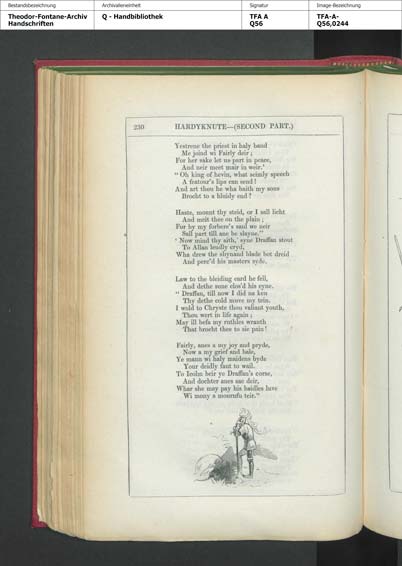 Bestandsbezeichnung
Archivalieneinheit
Signatur
Image-Bezeichnung
Theodor-Fontane-Archiv
Handschriften
Q - Handbibliothek
TFA A
Q56
TFA-A-
Q56,0244
230 HARDYKNUTE—(SECOND PART.)
Yestrene the priest in haly band
Me joind wi Fairly deir;
For her sake let us part in peace,
And neir meet mair in weir.'
" Oh king of hevin, what seimly speech
A featour's lips can send!
And art thou he wha baith my sons
Brocht to a bluidy end?
Haste, mount thy steid, or I sall licht
And meit thee on the plain;
For by my forbere's saul we neir
Sall part till ane be slayne."
' Now mind thy aith,' syne Draffan stout
To Allan loudly cryd,
Wha drew the shynand blade bot dreid
And perc'd his masters syde.
Law to the bleiding eard he fell,
And dethe sune clos'd his eyne.
" Draffan, till now I did na ken
Thy dethe cold move my tein.
I wold to Chryste thou valiant youth,
Thou wert in life again;
May ill befa my ruthles wrauth
That brocht thee to sic pain!
Fairly, anes a my joy and pryde,
Now a my grief and bale,
Ye maun wi haly maidens byde
Your deidly faut to wail.
To Icolm beir ye Draffan's corse,
And dochter anes sae deir,
Whar she may pay his heidles luve
Wi mony a mournfu teir."